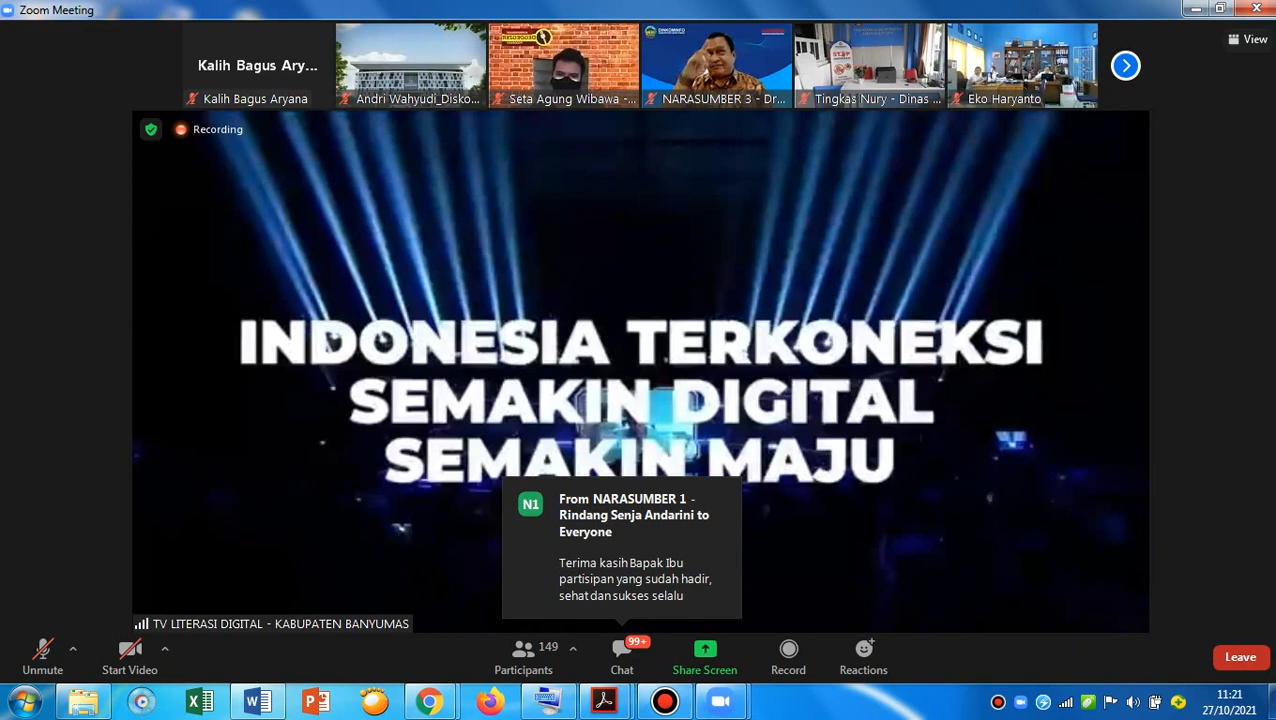 Zoom Meeting
View
Kalih Bagus Ary...
Kalih Bagus Aryana
Andri Wahyudi_Disko...
Seta Agung Wibawa -...
DINKOMINFO
NARASUMBER 3 - Dr...
STOP
Tingkas Nury - Dinas ...
Eko Haryanto
Recording
INDONESIA TERKONEKSI
SEMAKIN DIGITAL
SEMAKIN MAJU
N1
From NARASUMBER 1 -
Rindang Senja Andarini to
Everyone
Terima kasih Bapak Ibu
partisipan yang sudah hadir,
sehat dan sukses selalu
TV LITERASI DIGITAL - KABUPATEN BANYUMAS
Unmute
Start Video
149
Participants
99+
Chat
Share Screen
Record
Reactions
Leave
11:21
27/10/2021